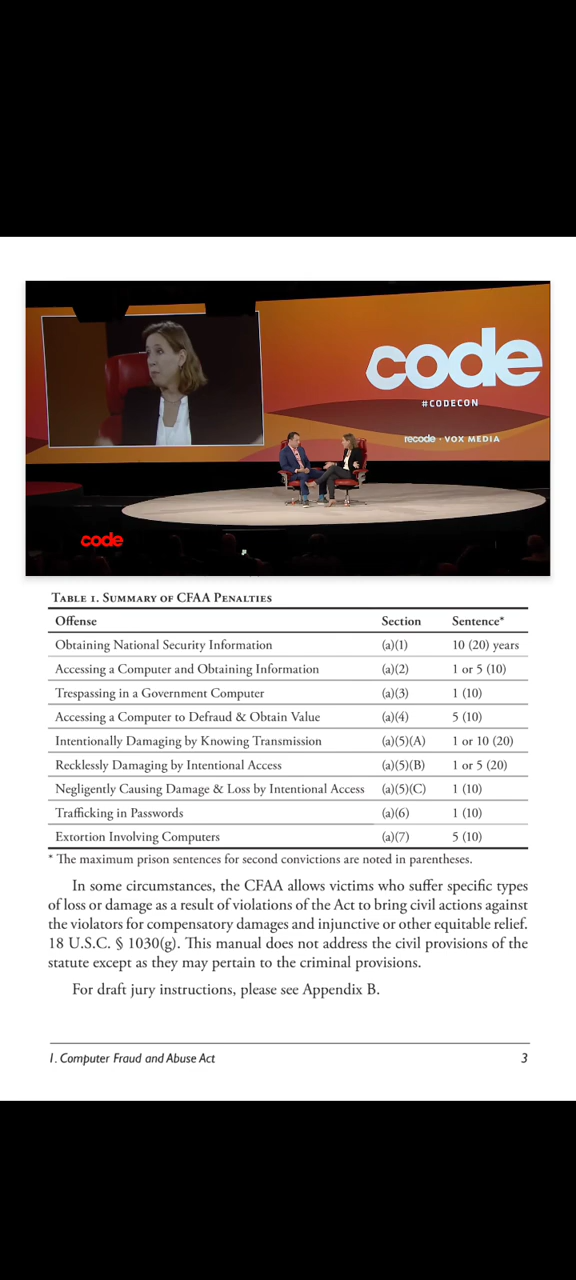 code
#CODECON
recode · VOX MEDIA
code
TABLE 1. SUMMARY OF CFAA PENALTIES
Offense Section Sentence*
Obtaining National Security Information (a)(1) 10 (20) years
Accessing a Computer and Obtaining Information (a)(2) 1 or 5 (10)
Trespassing in a Government Computer (a)(3) 1 (10)
Accessing a Computer to Defraud & Obtain Value (a)(4) 5 (10)
Intentionally Damaging by Knowing Transmission (a)(5)(A) 1 or 10 (20)
Recklessly Damaging by Intentional Access (a)(5)(B) 1 or 5 (20)
Negligently Causing Damage & Loss by Intentional Access (a)(5)(C) 1 (10)
Trafficking in Passwords (a)(6) 1 (10)
Extortion Involving Computers (a)(7) 5 (10)
* The maximum prison sentences for second convictions are noted in parentheses.
In some circumstances, the CFAA allows victims who suffer specific types
of loss or damage as a result of violations of the Act to bring civil actions against
the violators for compensatory damages and injunctive or other equitable relief.
18 U.S.C. § 1030(g). This manual does not address the civil provisions of the
statute except as they may pertain to the criminal provisions.
For draft jury instructions, please see Appendix B.
1. Computer Fraud and Abuse Act 3